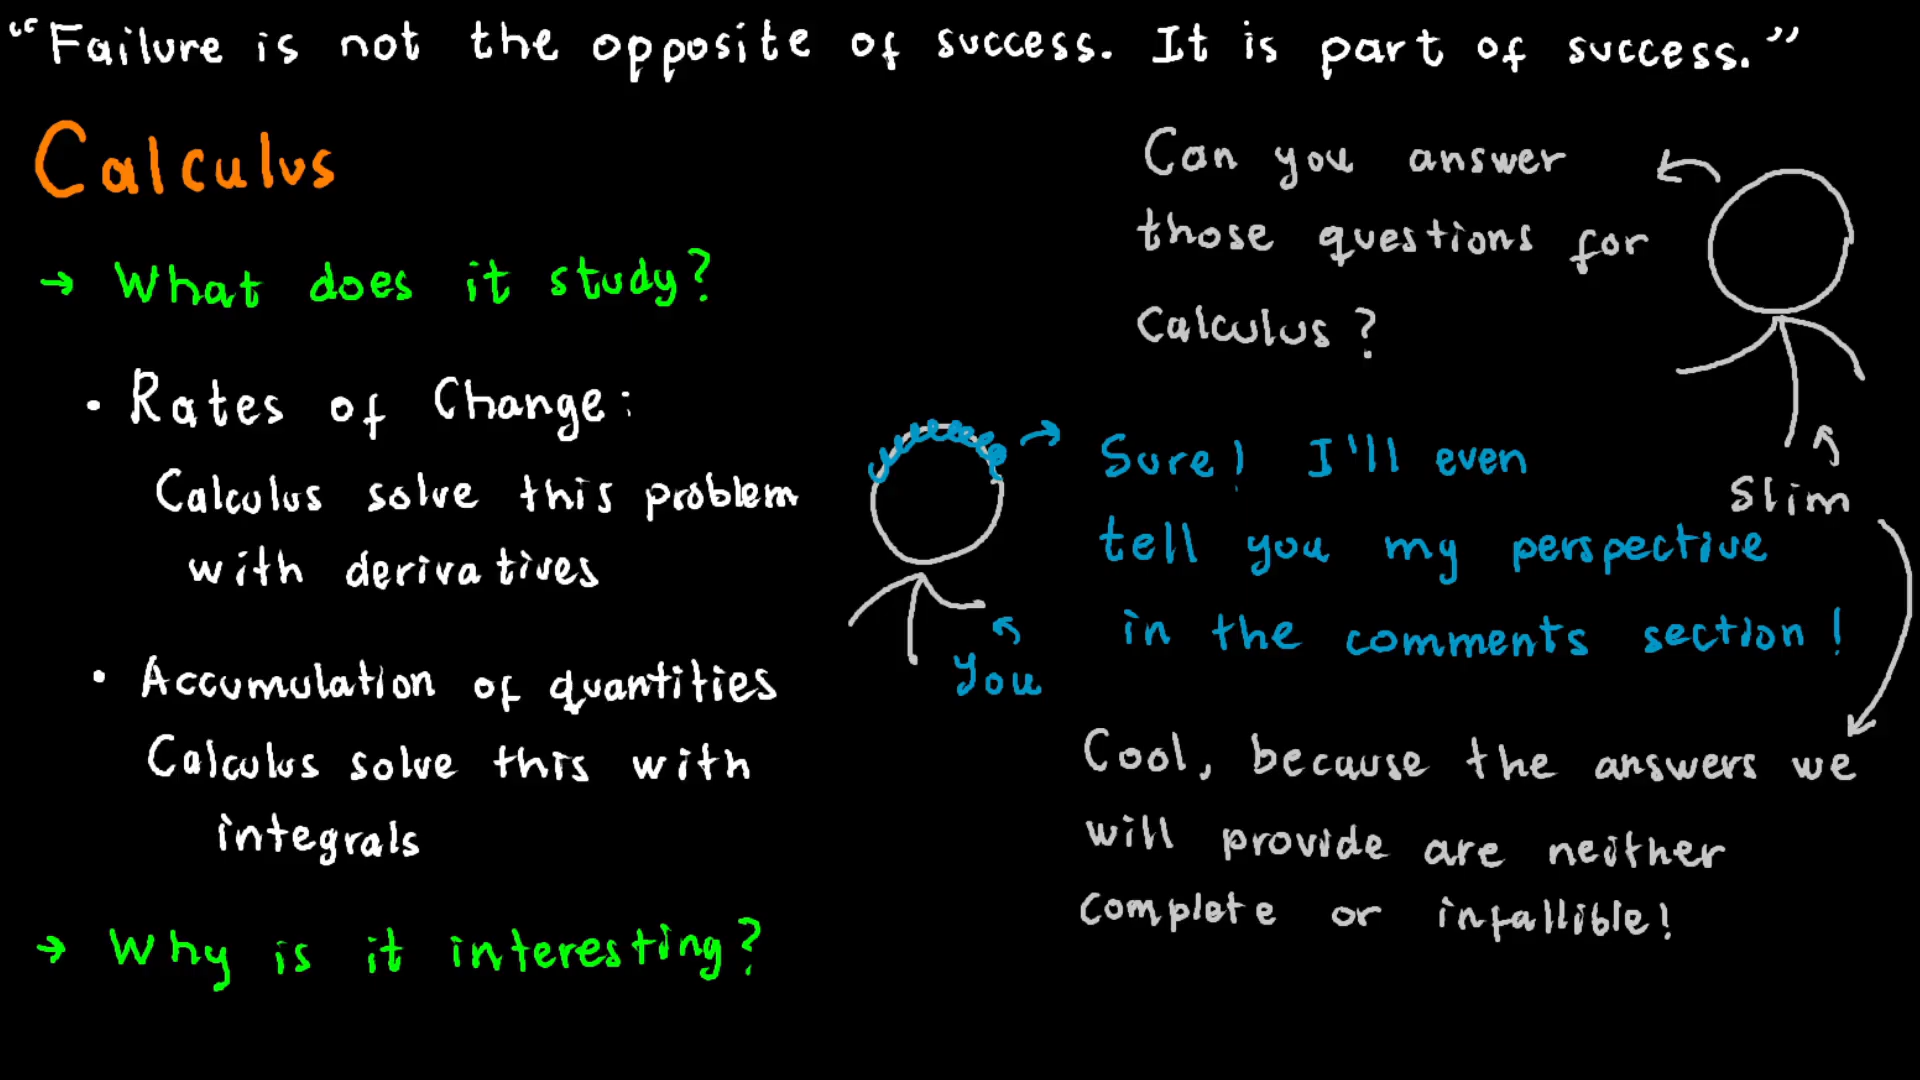 “Failure is not the opposite of success. It is part of success.”
Calculus
→ What does it study?
• Rates of Change:
Calculus solve this problem
with derivatives
• Accumulation of quantities
Calculus solve this with
integrals
→ Why is it interesting?
Can you answer
those questions for
Calculus?
Slim
Sure! I'll even
tell you my perspective
in the comments section!
you
Cool, because the answers we
will provide are neither
complete or infallible!